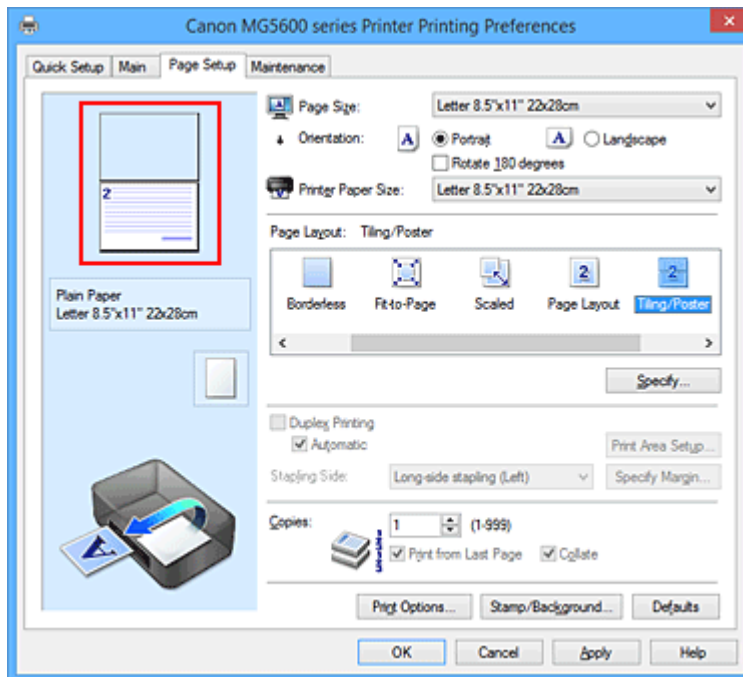 Canon MG5600 series Printer Printing Preferences
Quick Setup Main Page Setup Maintenance
2
Plain Paper
Letter 8.5"x11" 22x28cm
A
Page Size: Letter 8.5"x11" 22x28cm
Orientation: A Portrait A Landscape
Rotate 180 degrees
Printer Paper Size: Letter 8.5"x11" 22x28cm
Page Layout: Tiling/Poster
2 2
Borderless Fit-to-Page Scaled Page Layout Tiling/Poster
Specify...
Duplex Printing
Automatic Print Area Setup...
Stapling Side: Long-side stapling (Left) Specify Margin...
Copies: 1 (1-999)
Print from Last Page Collate
Print Options... Stamp/Background... Defaults
OK Cancel Apply Help